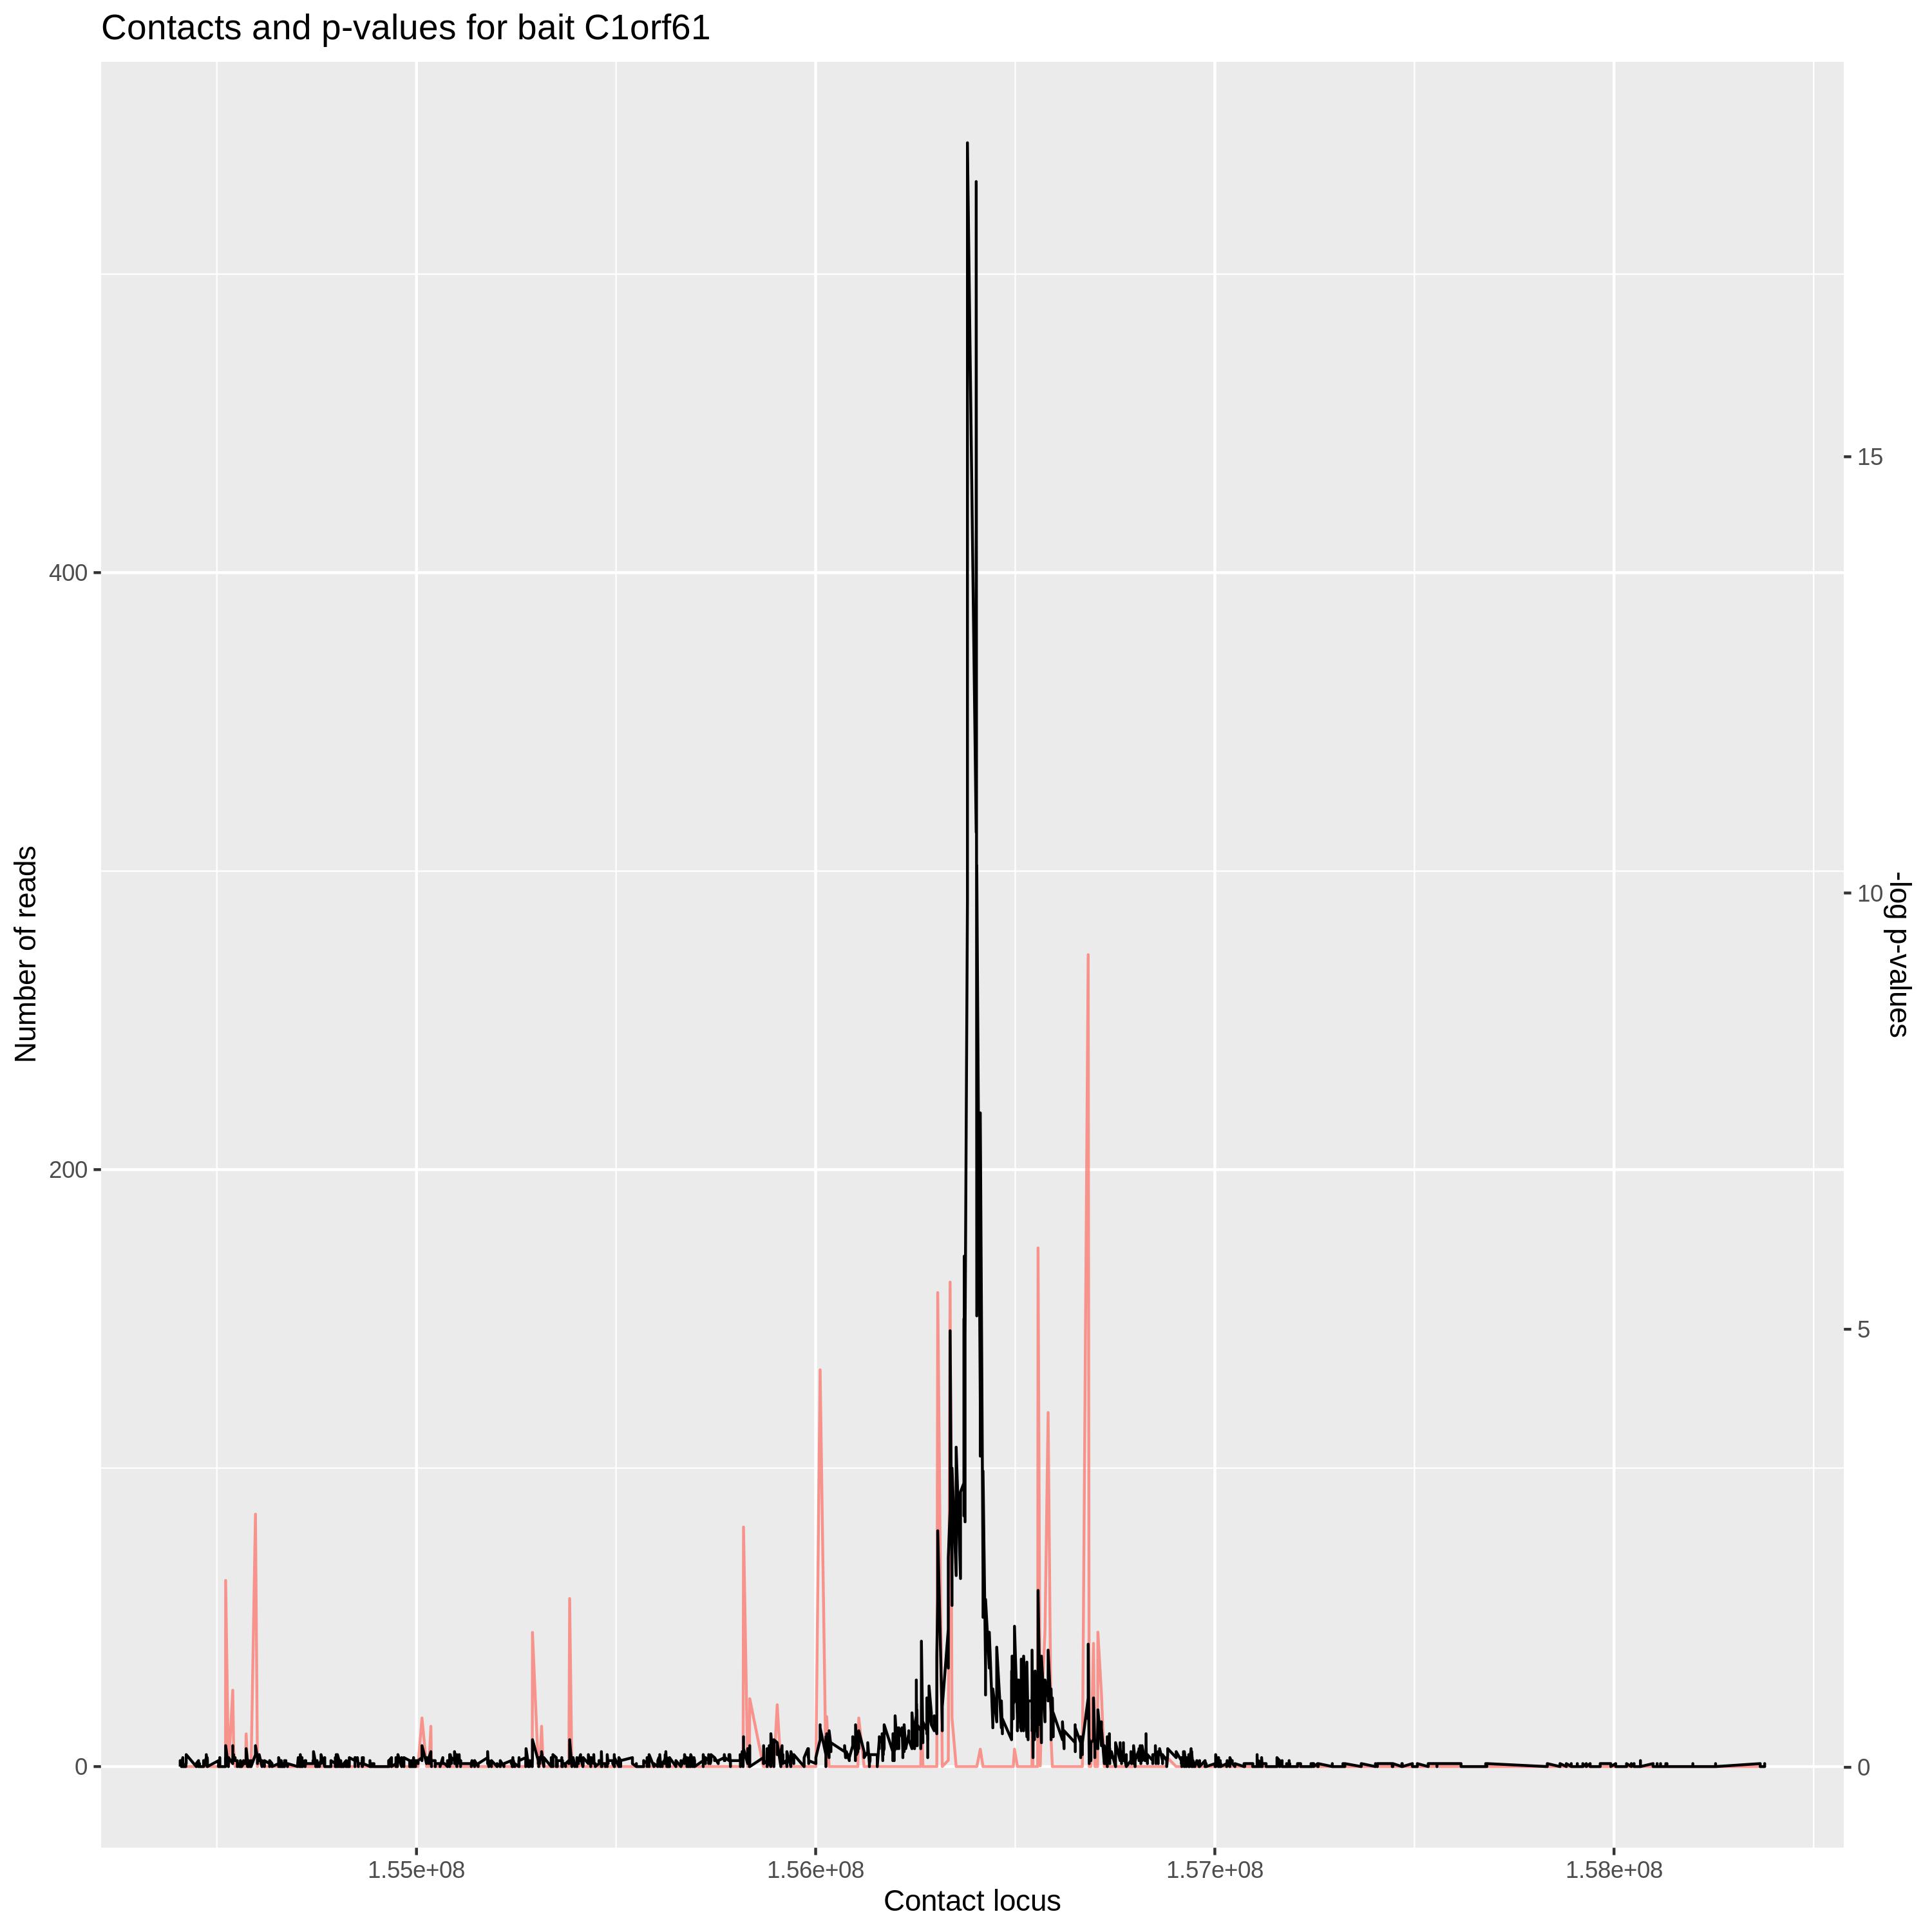 Contacts and p-values for bait C1orf61
Number of reads
400
200
0
15
10
5
0
-log p-values
1.55e+08
1.56e+08
1.57e+08
1.58e+08
Contact locus